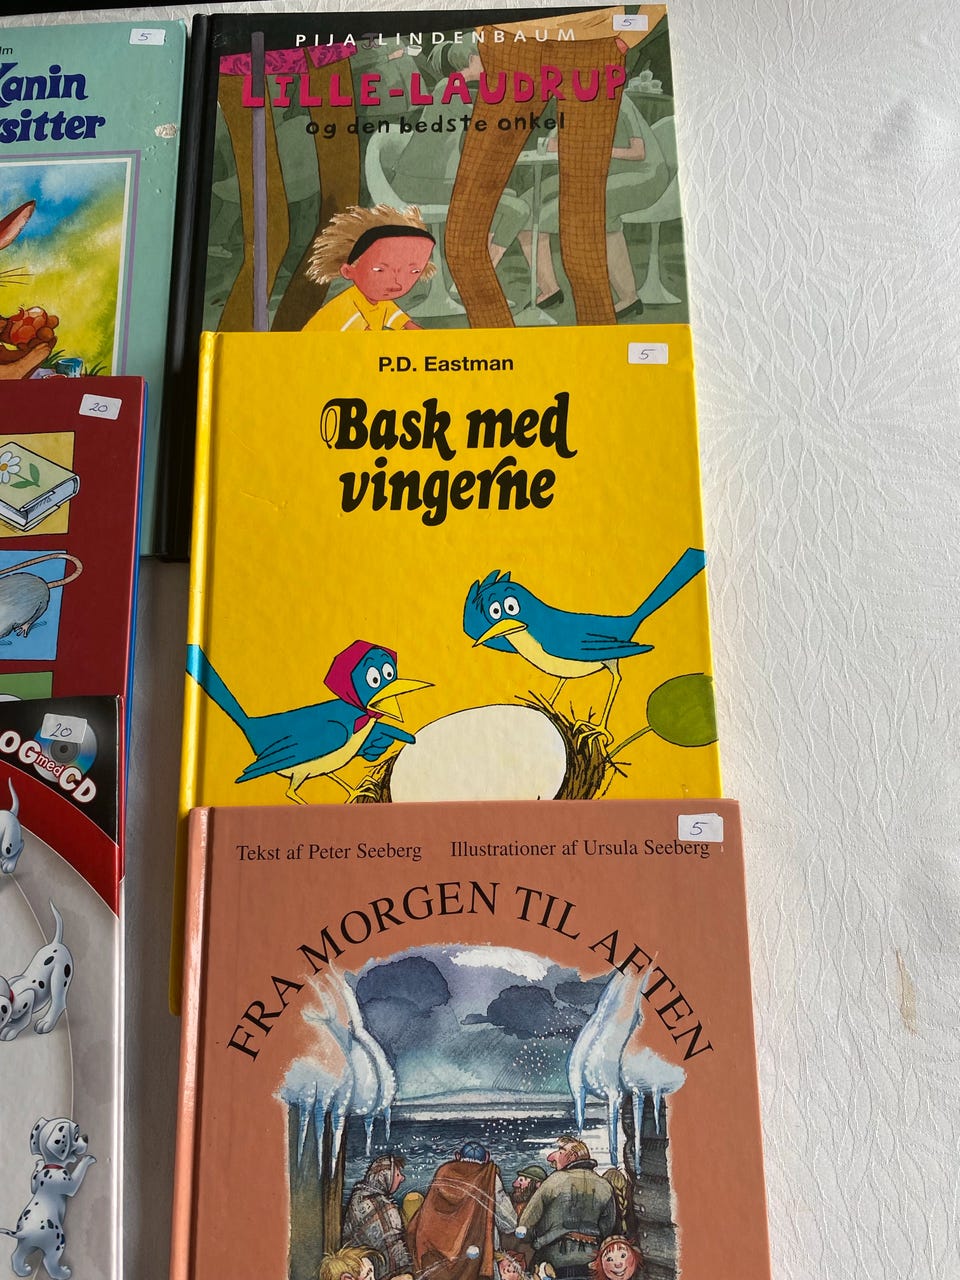 lm
Kanin
sitter
5
5
PIJA LINDENBAUM
LILLE-LAUDRUP
og den bedste onkel
20
5
P.D. Eastman
Bask med
vingerne
20
OG med CD
5
Tekst af Peter Seeberg Illustrationer af Ursula Seeberg
FRA MORGEN TIL AFTEN